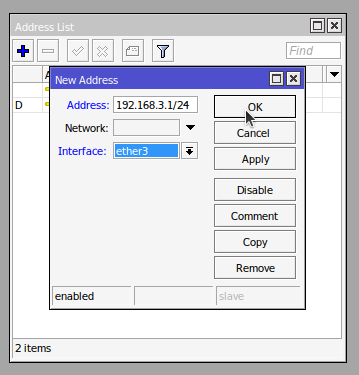 Address List
Find
A
D
New Address
Address: 192.168.3.1/24
OK
Network:
Cancel
Interface: ether3
Apply
Disable
Comment
Copy
Remove
enabled
slave
2 items